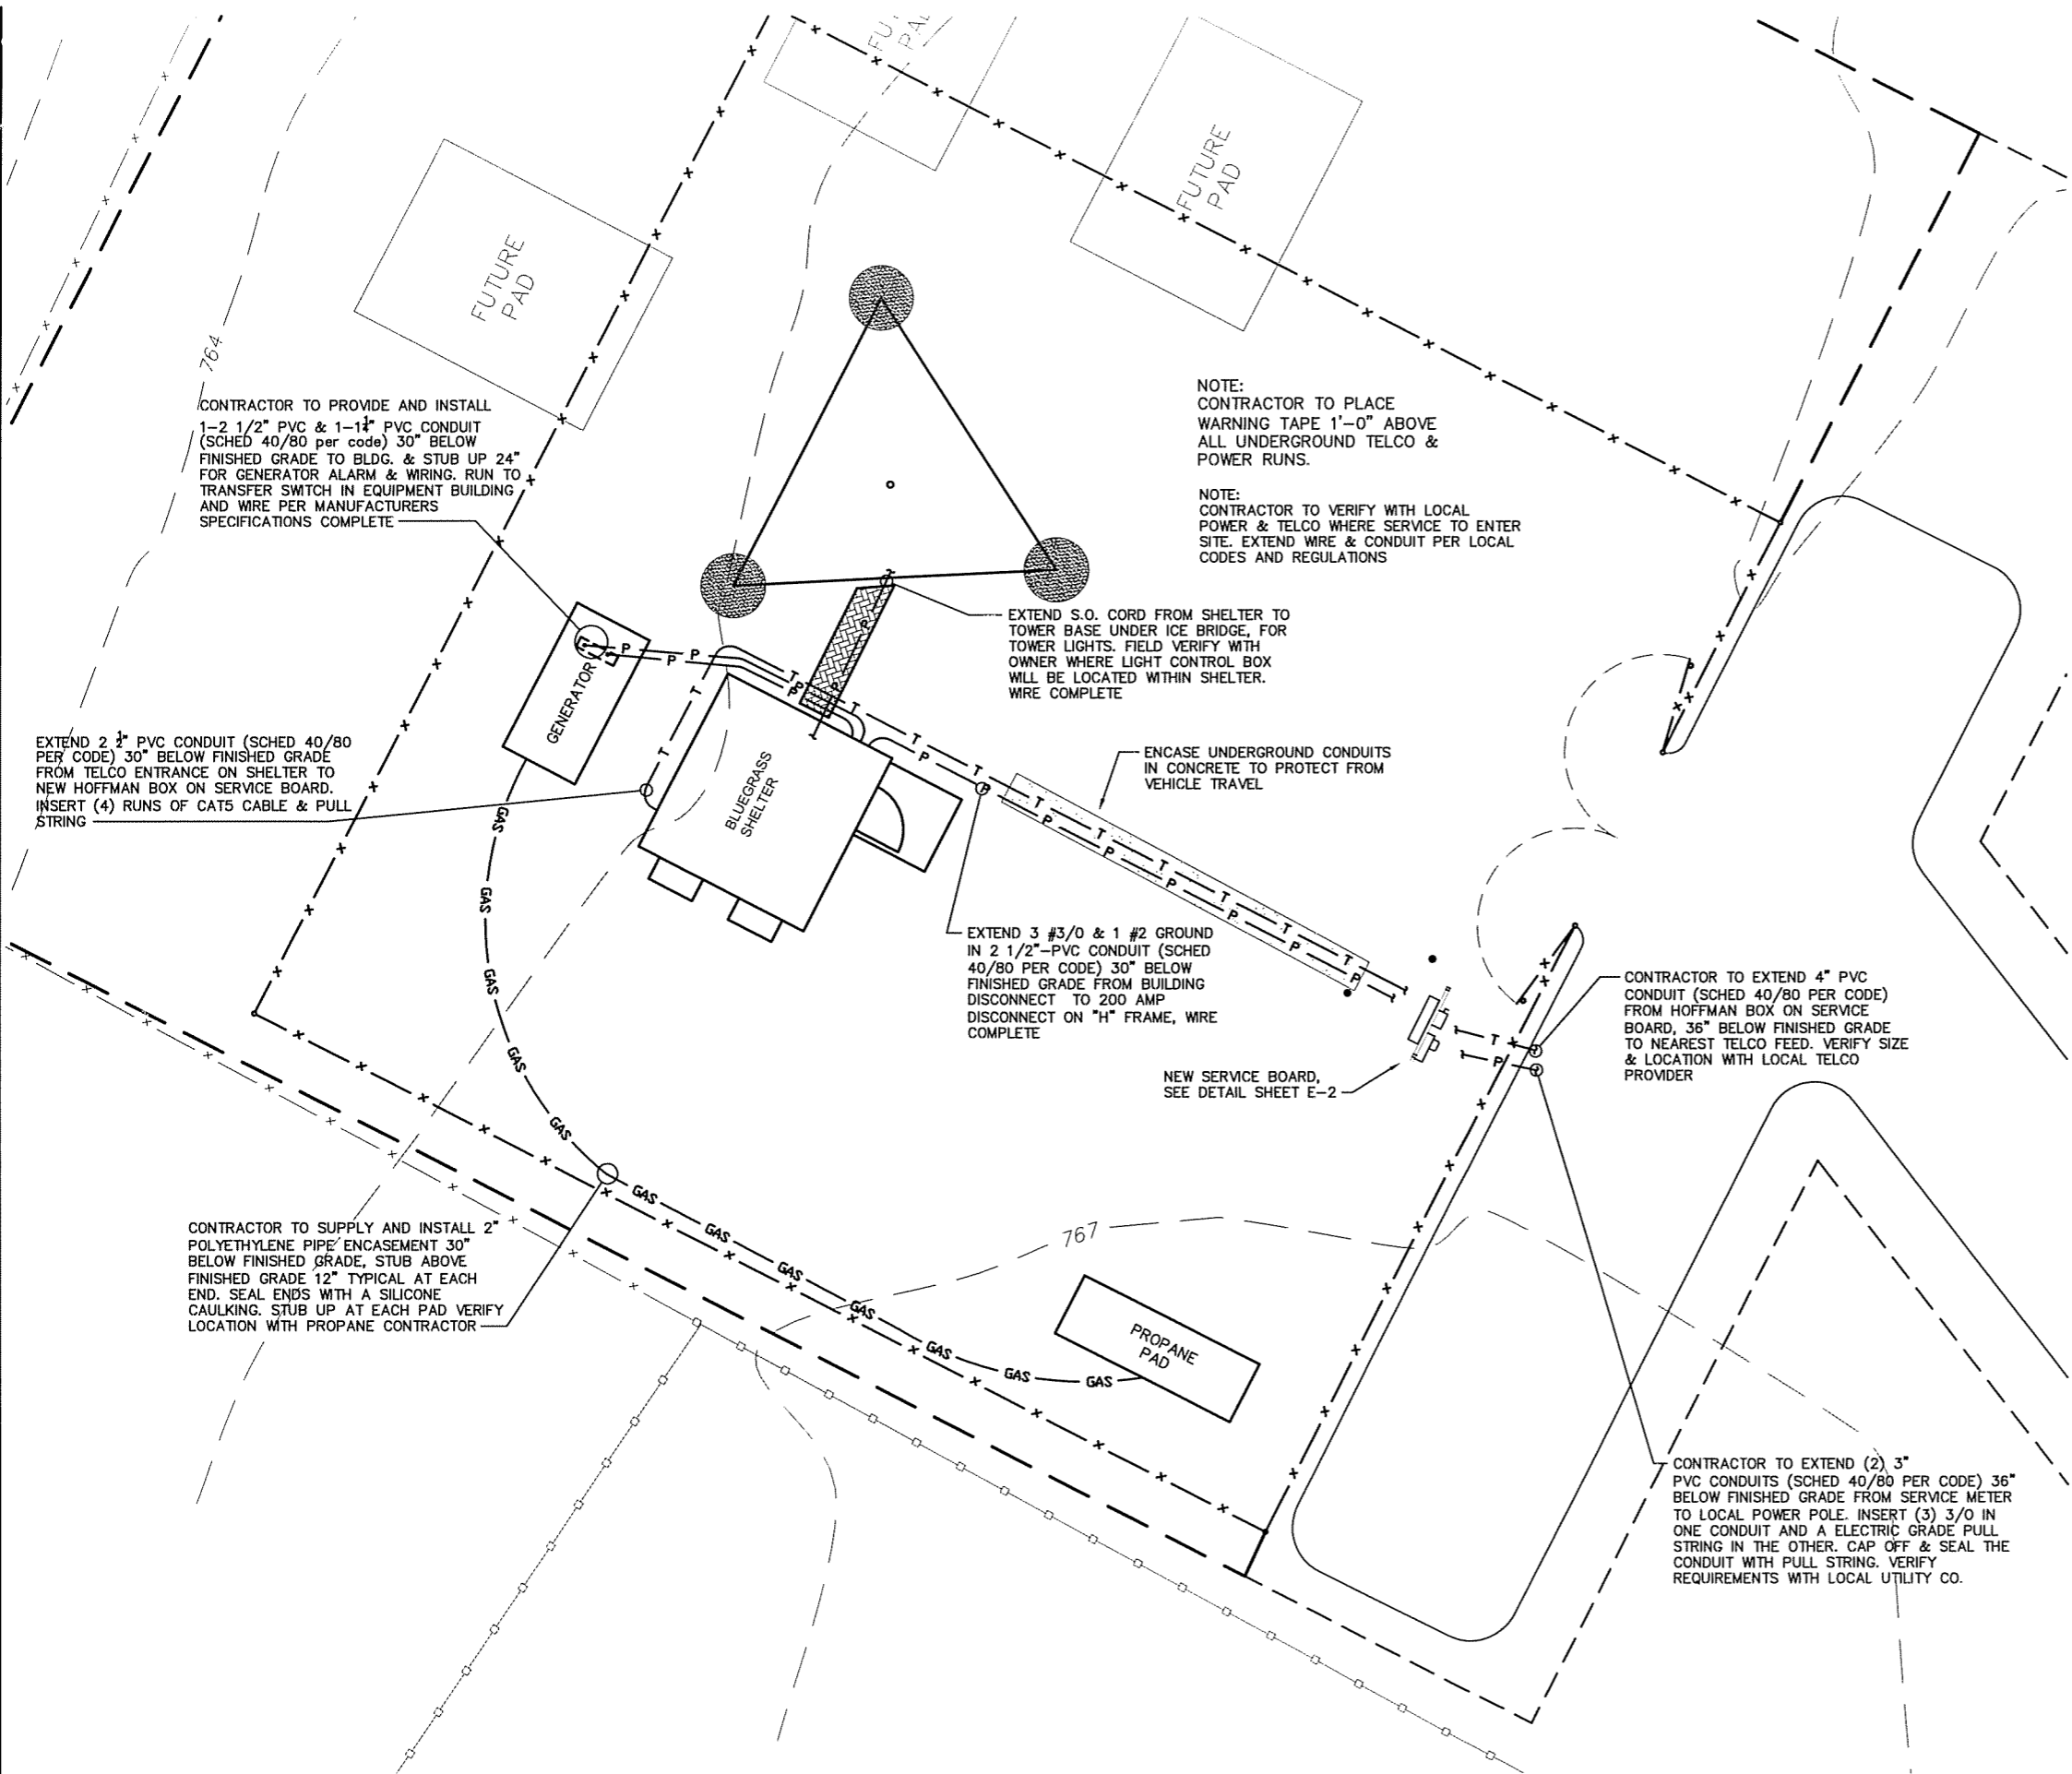 FUTURE
PAD
FUTURE
PAD
FUTURE
PAD
764
CONTRACTOR TO PROVIDE AND INSTALL
1-2 1/2" PVC & 1-1¼" PVC CONDUIT
(SCHED 40/80 per code) 30" BELOW
FINISHED GRADE TO BLDG. & STUB UP 24"
FOR GENERATOR ALARM & WIRING. RUN TO
TRANSFER SWITCH IN EQUIPMENT BUILDING
AND WIRE PER MANUFACTURERS
SPECIFICATIONS COMPLETE
NOTE:
CONTRACTOR TO PLACE
WARNING TAPE 1'-0" ABOVE
ALL UNDERGROUND TELCO &
POWER RUNS.
NOTE:
CONTRACTOR TO VERIFY WITH LOCAL
POWER & TELCO WHERE SERVICE TO ENTER
SITE. EXTEND WIRE & CONDUIT PER LOCAL
CODES AND REGULATIONS
EXTEND S.O. CORD FROM SHELTER TO
TOWER BASE UNDER ICE BRIDGE, FOR
TOWER LIGHTS. FIELD VERIFY WITH
OWNER WHERE LIGHT CONTROL BOX
WILL BE LOCATED WITHIN SHELTER.
WIRE COMPLETE
GENERATOR
EXTEND 2 ½" PVC CONDUIT (SCHED 40/80
PER CODE) 30" BELOW FINISHED GRADE
FROM TELCO ENTRANCE ON SHELTER TO
NEW HOFFMAN BOX ON SERVICE BOARD.
INSERT (4) RUNS OF CAT5 CABLE & PULL
STRING
BLUEGRASS
SHELTER
ENCASE UNDERGROUND CONDUITS
IN CONCRETE TO PROTECT FROM
VEHICLE TRAVEL
EXTEND 3 #3/0 & 1 #2 GROUND
IN 2 1/2"-PVC CONDUIT (SCHED
40/80 PER CODE) 30" BELOW
FINISHED GRADE FROM BUILDING
DISCONNECT TO 200 AMP
DISCONNECT ON "H" FRAME, WIRE
COMPLETE
CONTRACTOR TO EXTEND 4" PVC
CONDUIT (SCHED 40/80 PER CODE)
FROM HOFFMAN BOX ON SERVICE
BOARD, 36" BELOW FINISHED GRADE
TO NEAREST TELCO FEED. VERIFY SIZE
& LOCATION WITH LOCAL TELCO
PROVIDER
NEW SERVICE BOARD,
SEE DETAIL SHEET E-2
P P P P P P P P P P P P P
T T T T T T T T T T T T
GAS GAS GAS GAS GAS
GAS GAS GAS GAS GAS GAS GAS
CONTRACTOR TO SUPPLY AND INSTALL 2"
POLYETHYLENE PIPE ENCASEMENT 30"
BELOW FINISHED GRADE, STUB ABOVE
FINISHED GRADE 12" TYPICAL AT EACH
END. SEAL ENDS WITH A SILICONE
CAULKING. STUB UP AT EACH PAD VERIFY
LOCATION WITH PROPANE CONTRACTOR
767
PROPANE
PAD
CONTRACTOR TO EXTEND (2) 3"
PVC CONDUITS (SCHED 40/80 PER CODE) 36"
BELOW FINISHED GRADE FROM SERVICE METER
TO LOCAL POWER POLE. INSERT (3) 3/0 IN
ONE CONDUIT AND A ELECTRIC GRADE PULL
STRING IN THE OTHER. CAP OFF & SEAL THE
CONDUIT WITH PULL STRING. VERIFY
REQUIREMENTS WITH LOCAL UTILITY CO.